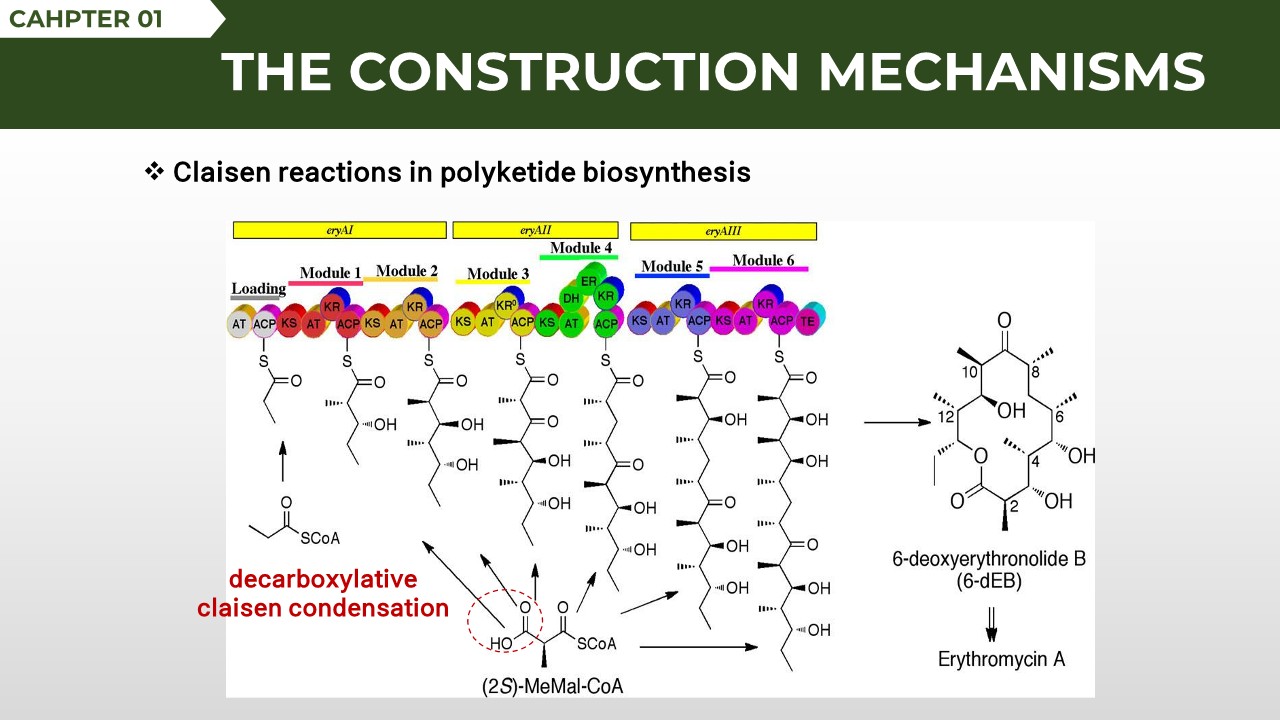 CAHPTER 01
THE CONSTRUCTION MECHANISMS
❖ Claisen reactions in polyketide biosynthesis
eryAI eryAII eryAIII
Module 4
Module 1 Module 2 Module 3 Module 5 Module 6
Loading
ER
DH KR
KR KR KR⁰ KR KR
AT ACP KS AT ACP KS AT ACP KS AT ACP KS AT ACP KS AT ACP KS AT ACP TE
S S S S S S S
O O O O O O O
OH OH O OH OH
OH OH O OH
OH OH O O
OH OH OH OH
OH OH OH
O
SCoA
O
10 8
12 OH 6
O 4 OH
O 2 OH
6-deoxyerythronolide B
(6-dEB)
Erythromycin A
decarboxylative
claisen condensation
O O
HO SCoA
(2S)-MeMal-CoA